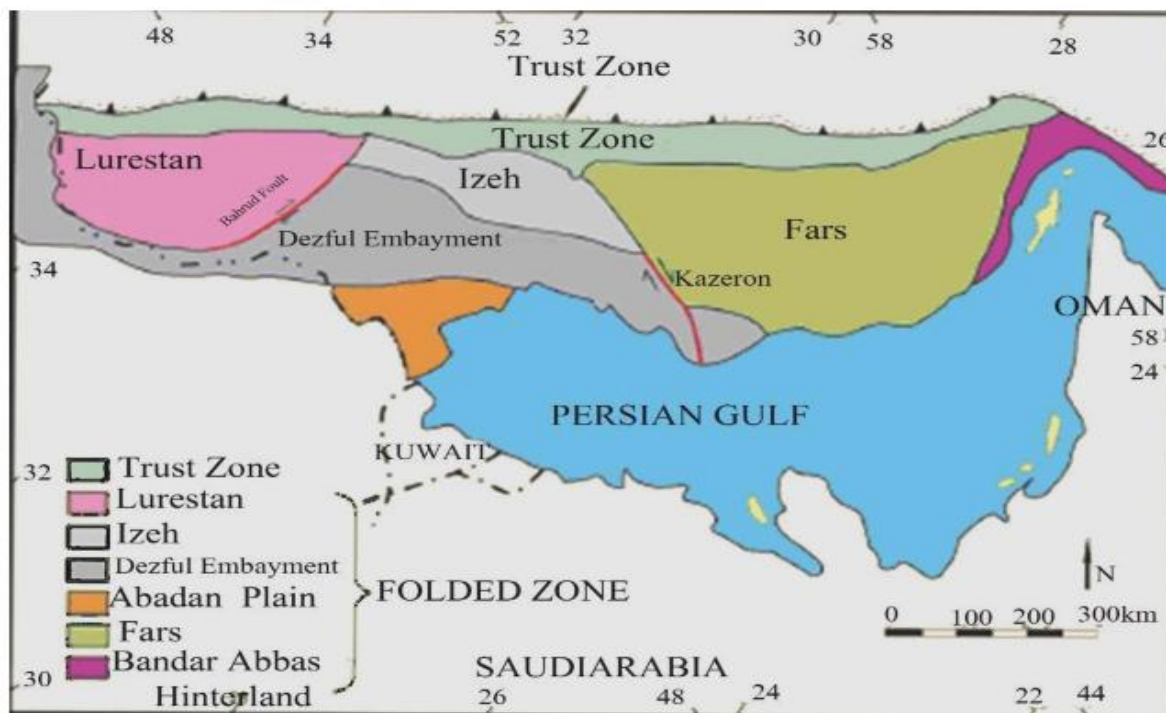 48 34 52 32 30 58 28
Trust Zone
Trust Zone
26
Lurestan
Izeh
Bahrud Foult
Fars
Dezful Embayment
34
Kazeron
OMAN
58
24
PERSIAN GULF
KUWAIT
32
Trust Zone
Lurestan
Izeh
Dezful Embayment
Abadan Plain
Fars
Bandar Abbas
Hinterland
FOLDED ZONE
N
0 100 200 300km
SAUDIARABIA
30
26 48 24 22 44